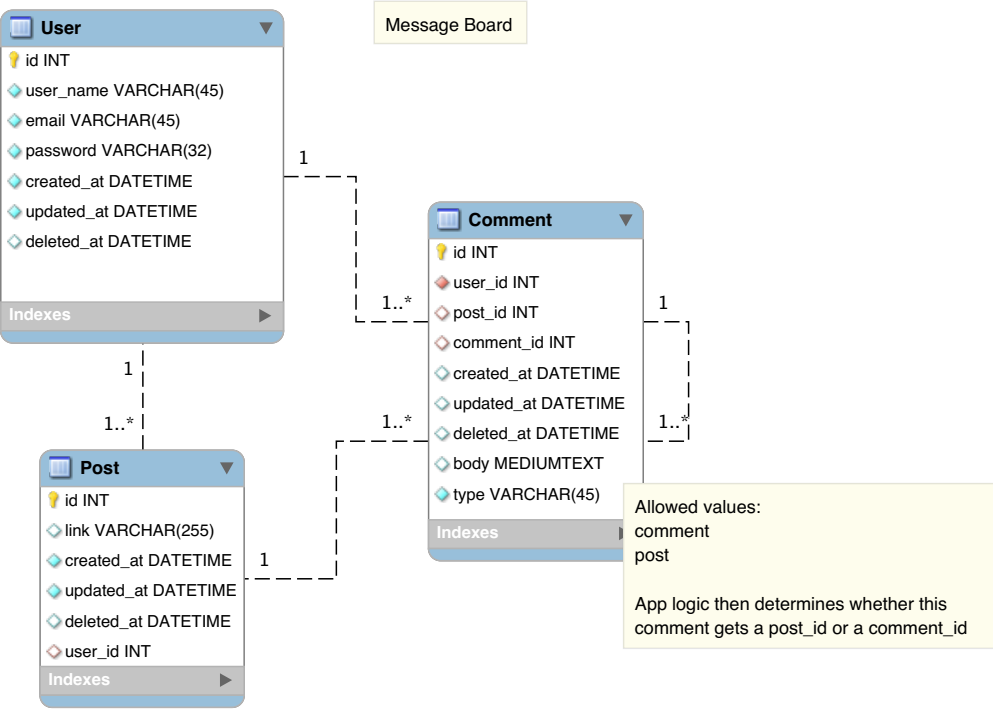 Message Board
User
id INT
user_name VARCHAR(45)
email VARCHAR(45)
password VARCHAR(32)
created_at DATETIME
updated_at DATETIME
deleted_at DATETIME
Indexes
1
1..*
1
1..*
Comment
id INT
user_id INT
post_id INT
comment_id INT
created_at DATETIME
updated_at DATETIME
deleted_at DATETIME
body MEDIUMTEXT
type VARCHAR(45)
Indexes
1
1..*
Post
id INT
link VARCHAR(255)
created_at DATETIME
updated_at DATETIME
deleted_at DATETIME
user_id INT
Indexes
1
1..*
Allowed values:
comment
post
App logic then determines whether this
comment gets a post_id or a comment_id